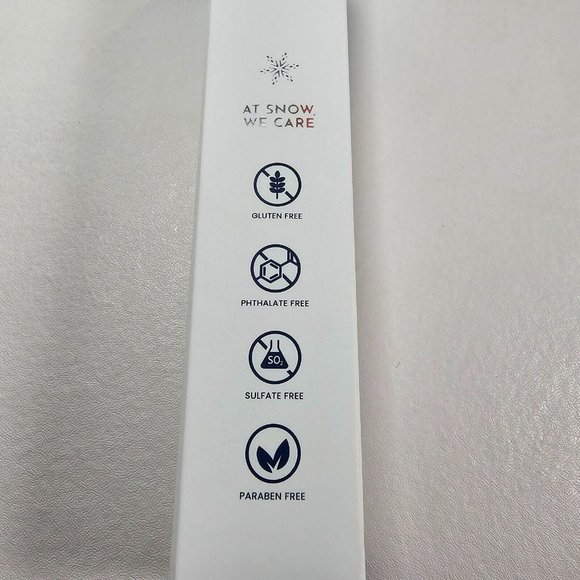 AT SNOW,
WE CARE
GLUTEN FREE
PHTHALATE FREE
SO₂
SULFATE FREE
PARABEN FREE